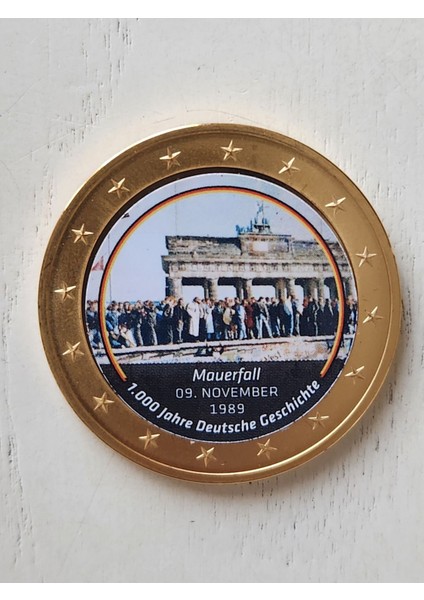 Mauerfall
09. NOVEMBER
1989
1.000 Jahre Deutsche Geschichte